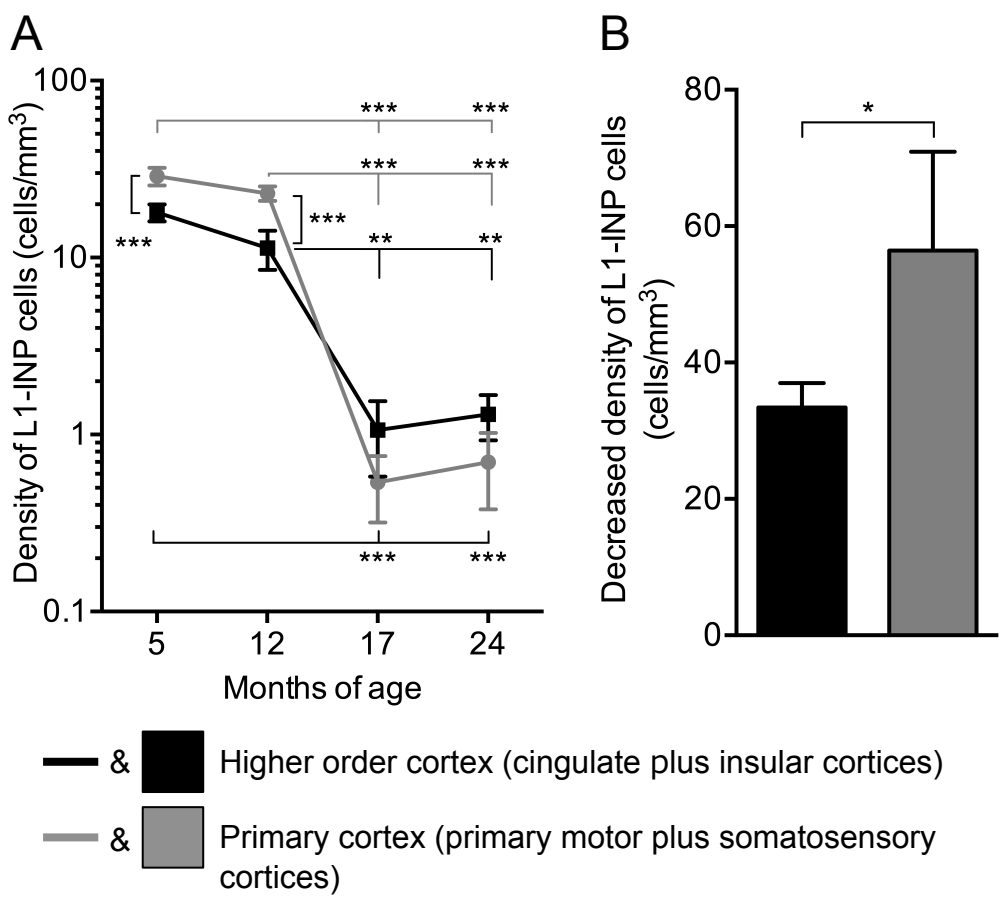 A
B
Density of L1-INP cells (cells/mm³)
100
10
1
0.1
***
***
***
***
***
***
**
**
***
***
5
12
17
24
Months of age
Decreased density of L1-INP cells
(cells/mm³)
80
60
40
20
0
*
& Higher order cortex (cingulate plus insular cortices)
& Primary cortex (primary motor plus somatosensory
cortices)